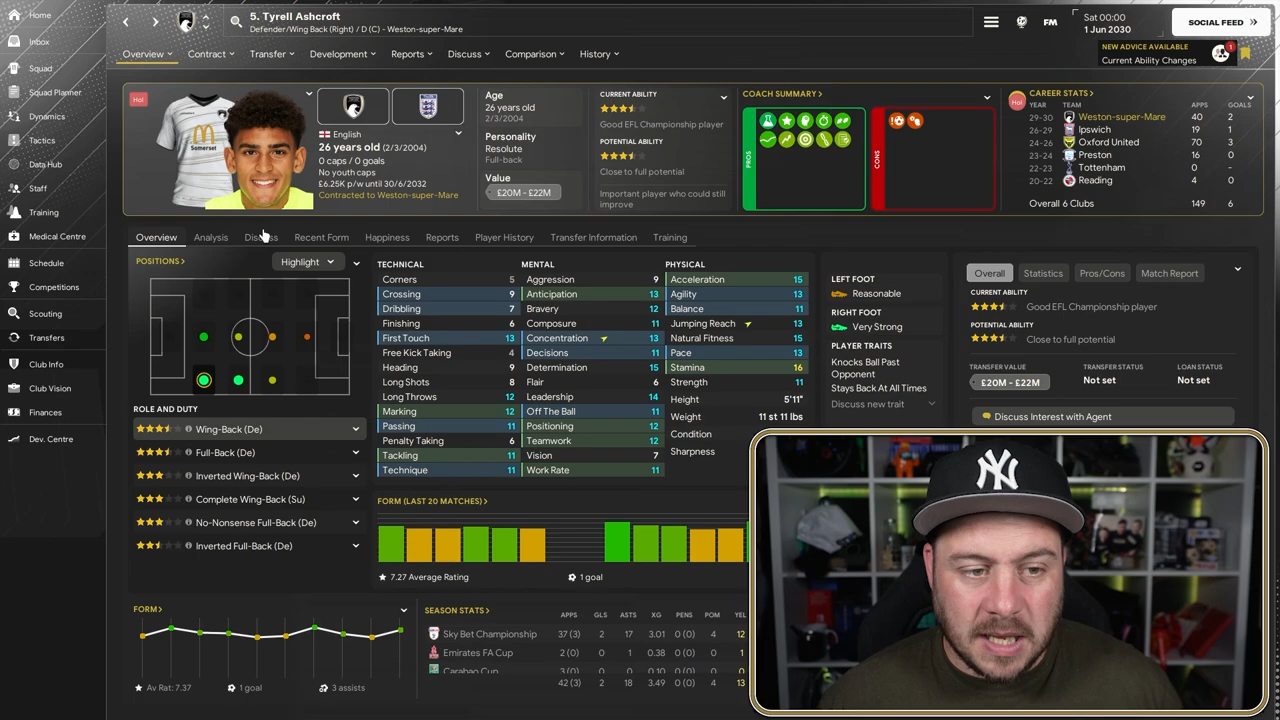 Home
Inbox
Squad
Squad Planner
Dynamics
Tactics
Data Hub
Staff
Training
Medical Centre
Schedule
Competitions
Scouting
Transfers
Club Info
Club Vision
Finances
Dev. Centre
5. Tyrell Ashcroft
Defender/Wing Back (Right) / D (C) - Weston-super-Mare
FM
Sat 00:00
1 Jun 2030
SOCIAL FEED
NEW ADVICE AVAILABLE
Current Ability Changes
1
Overview
Contract
Transfer
Development
Reports
Comparison
History
Hol
McDonald's
Somerset
English
26 years old (2/3/2004)
0 caps / 0 goals
No youth caps
£6.25K p/w until 30/6/2032
Contracted to Weston-super-Mare
Age
26 years old
2/3/2004
Personality
Resolute
Full-back
Value
£20M - £22M
CURRENT ABILITY
Good EFL Championship player
POTENTIAL ABILITY
Close to full potential
Important player who could still
improve
COACH SUMMARY
PROS
CONS
Hol
CAREER STATS
YEAR TEAM APPS GOALS
29-30 Weston-super-Mare 40 2
26-29 Ipswich 19 1
24-26 Oxford United 70 3
23-24 Preston 16 0
22-23 Tottenham 0 -
20-22 Reading 4 0
Overall 6 Clubs 149 6
Overview
Analysis
Recent Form
Happiness
Reports
Player History
Transfer Information
Training
POSITIONS
Highlight
ROLE AND DUTY
Wing-Back (De)
Full-Back (De)
Inverted Wing-Back (De)
Complete Wing-Back (Su)
No-Nonsense Full-Back (De)
Inverted Full-Back (De)
TECHNICAL
Corners 5
Crossing 9
Dribbling 7
Finishing 6
First Touch 13
Free Kick Taking 4
Heading 9
Long Shots 8
Long Throws 12
Marking 12
Passing 11
Penalty Taking 6
Tackling 11
Technique 11
MENTAL
Aggression 9
Anticipation 13
Bravery 12
Composure 11
Concentration 13
Decisions 11
Determination 15
Flair 6
Leadership 14
Off The Ball 11
Positioning 12
Teamwork 12
Vision 7
Work Rate 11
PHYSICAL
Acceleration 15
Agility 13
Balance 11
Jumping Reach 13
Natural Fitness 15
Pace 13
Stamina 16
Strength 11
Height 5'11"
Weight 11 st 11 lbs
Condition
Sharpness
LEFT FOOT
Reasonable
RIGHT FOOT
Very Strong
PLAYER TRAITS
Knocks Ball Past
Opponent
Stays Back At All Times
Discuss new trait
Overall
Statistics
Pros/Cons
Match Report
CURRENT ABILITY
Good EFL Championship player
POTENTIAL ABILITY
Close to full potential
TRANSFER VALUE
£20M - £22M
TRANSFER STATUS
Not set
LOAN STATUS
Not set
Discuss Interest with Agent
FORM (LAST 20 MATCHES)
7.27 Average Rating
1 goal
FORM
Av Rat: 7.37
1 goal
3 assists
SEASON STATS
APPS GLS ASTS XG PENS POM YEL
Sky Bet Championship 37 (3) 2 17 3.01 0 (0) 4 12
Emirates FA Cup 2 (0) 0 1 0.38 0 (0) 0 1
Carabao Cup 3 (0) 0 0 0.10 0 (0) 0
42 (3) 2 18 3.49 0 (0) 4 13
NY